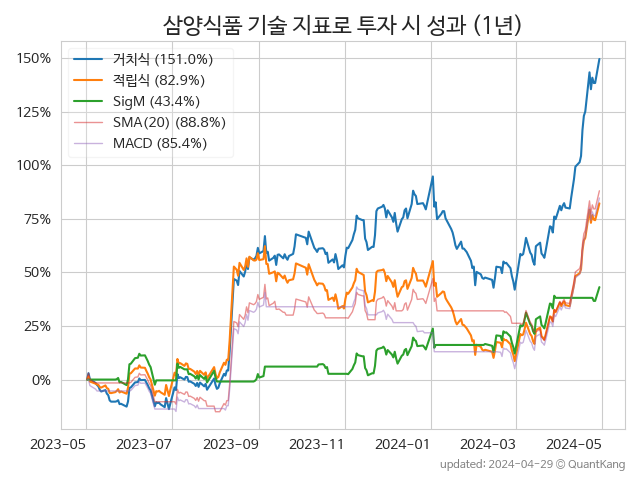 삼양식품 기술 지표로 투자 시 성과 (1년)
150%
125%
100%
75%
50%
25%
0%
거치식 (151.0%)
적립식 (82.9%)
SigM (43.4%)
SMA(20) (88.8%)
MACD (85.4%)
2023-05
2023-07
2023-09
2023-11
2024-01
2024-03
2024-05
updated: 2024-04-29 © QuantKang